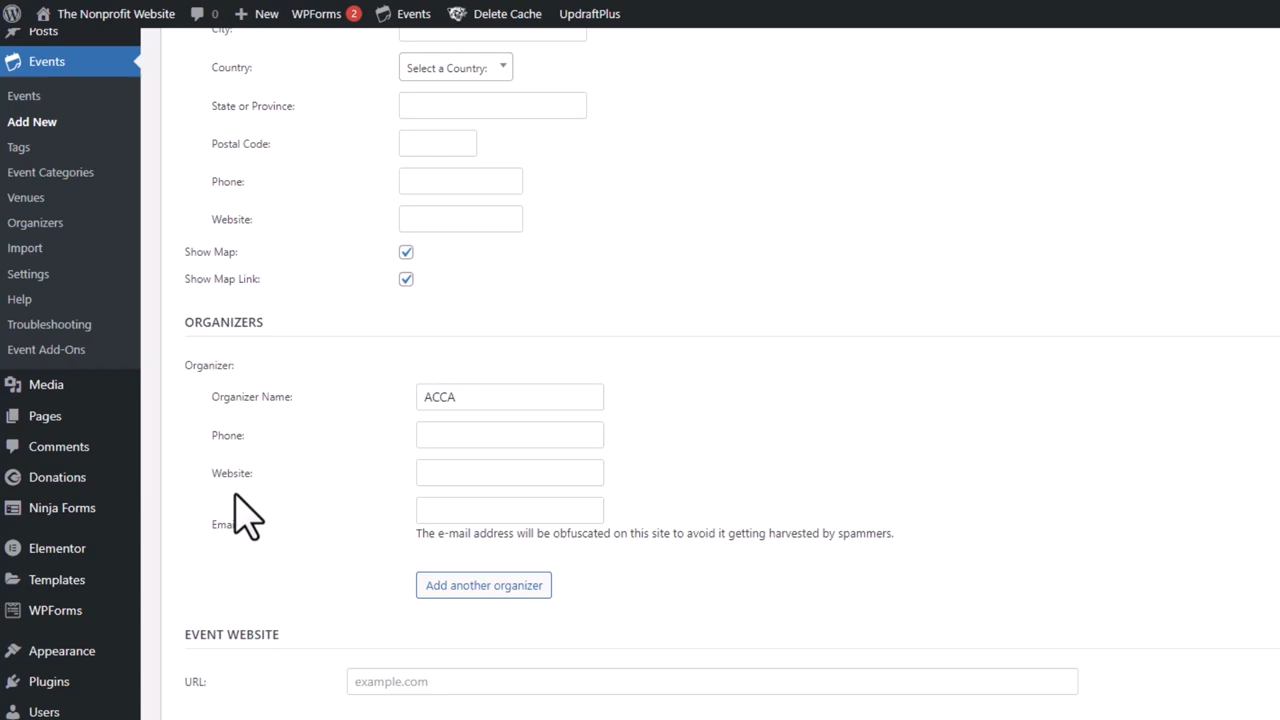 The Nonprofit Website 0 New WPForms 2 Events Delete Cache UpdraftPlus
Posts
Events
Events
Add New
Tags
Event Categories
Venues
Organizers
Import
Settings
Help
Troubleshooting
Event Add-Ons
Media
Pages
Comments
Donations
Ninja Forms
Elementor
Templates
WPForms
Appearance
Plugins
Users
City:
Country: Select a Country:
State or Province:
Postal Code:
Phone:
Website:
Show Map:
Show Map Link:
ORGANIZERS
Organizer:
Organizer Name: ACCA
Phone:
Website:
The e-mail address will be obfuscated on this site to avoid it getting harvested by spammers.
Add another organizer
EVENT WEBSITE
URL: example.com